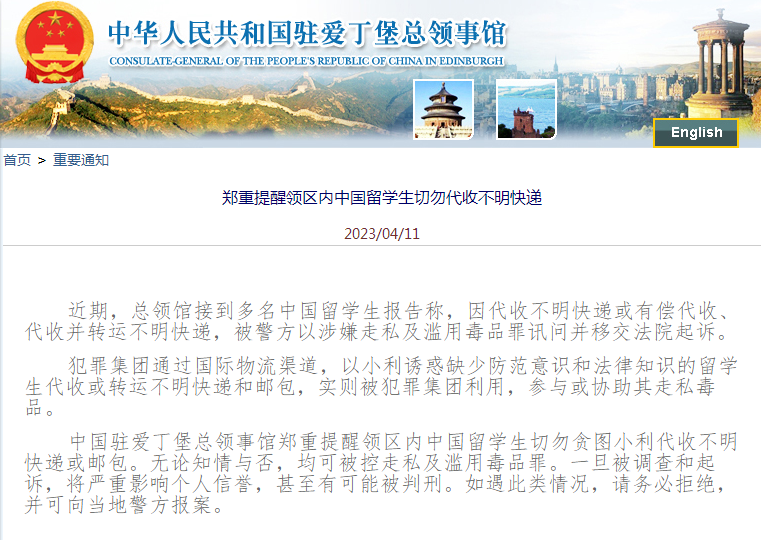 中华人民共和国驻爱丁堡总领事馆
CONSULATE-GENERAL OF THE PEOPLE'S REPUBLIC OF CHINA IN EDINBURGH
English
首页 > 重要通知
郑重提醒领区内中国留学生切勿代收不明快递
2023/04/11
近期，总领馆接到多名中国留学生报告称，因代收不明快递或有偿代收、
代收并转运不明快递，被警方以涉嫌走私及滥用毒品罪讯问并移交法院起诉。
犯罪集团通过国际物流渠道，以小利诱惑缺少防范意识和法律知识的留学
生代收或转运不明快递和邮包，实则被犯罪集团利用，参与或协助其走私毒
品。
中国驻爱丁堡总领事馆郑重提醒领区内中国留学生切勿贪图小利代收不明
快递或邮包。无论知情与否，均可被控走私及滥用毒品罪。一旦被调查和起
诉，将严重影响个人信誉，甚至有可能被判刑。如遇此类情况，请务必拒绝，
并可向当地警方报案。